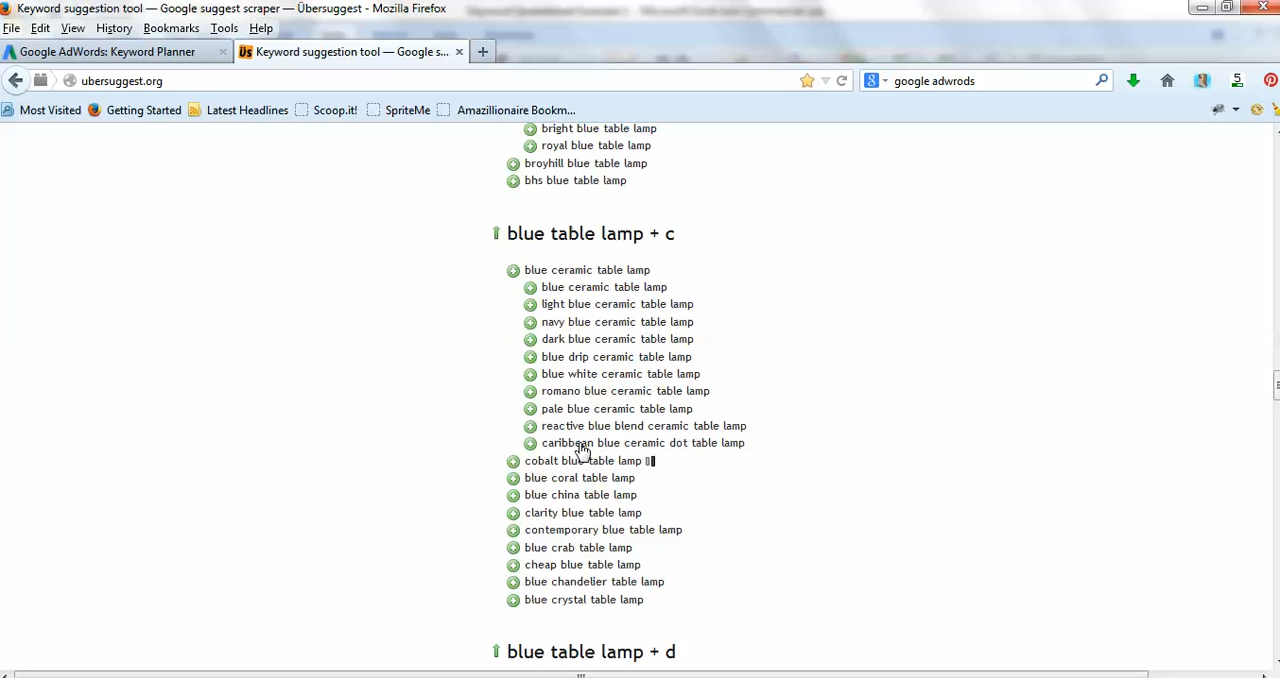 Keyword suggestion tool — Google suggest scraper — Übersuggest - Mozilla Firefox
File Edit View History Bookmarks Tools Help
Google AdWords: Keyword Planner × Keyword suggestion tool — Google s... × +
ubersuggest.org google adwrods 5
Most Visited Getting Started Latest Headlines Scoop.it! SpriteMe Amazillionaire Bookm...
bright blue table lamp
royal blue table lamp
broyhill blue table lamp
bhs blue table lamp
blue table lamp + c
blue ceramic table lamp
blue ceramic table lamp
light blue ceramic table lamp
navy blue ceramic table lamp
dark blue ceramic table lamp
blue drip ceramic table lamp
blue white ceramic table lamp
romano blue ceramic table lamp
pale blue ceramic table lamp
reactive blue blend ceramic table lamp
caribbean blue ceramic dot table lamp
cobalt blue table lamp
blue coral table lamp
blue china table lamp
clarity blue table lamp
contemporary blue table lamp
blue crab table lamp
cheap blue table lamp
blue chandelier table lamp
blue crystal table lamp
blue table lamp + d